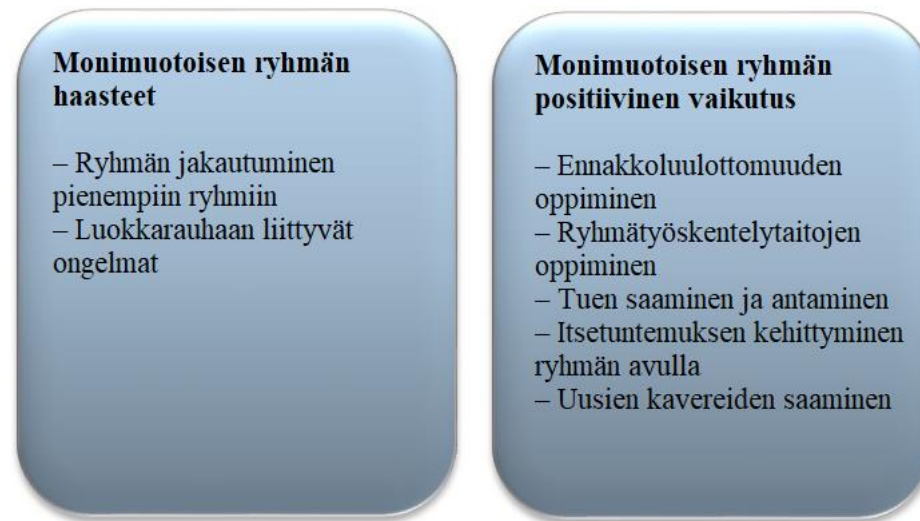 Monimuotoisen ryhmän
haasteet
– Ryhmän jakautuminen
pienempiin ryhmiin
– Luokkarauhaan liittyvät
ongelmat
Monimuotoisen ryhmän
positiivinen vaikutus
– Ennakkoluulottomuuden
oppiminen
– Ryhmätyöskentelytaitojen
oppiminen
– Tuen saaminen ja antaminen
– Itsetuntemuksen kehittyminen
ryhmän avulla
– Uusien kavereiden saaminen